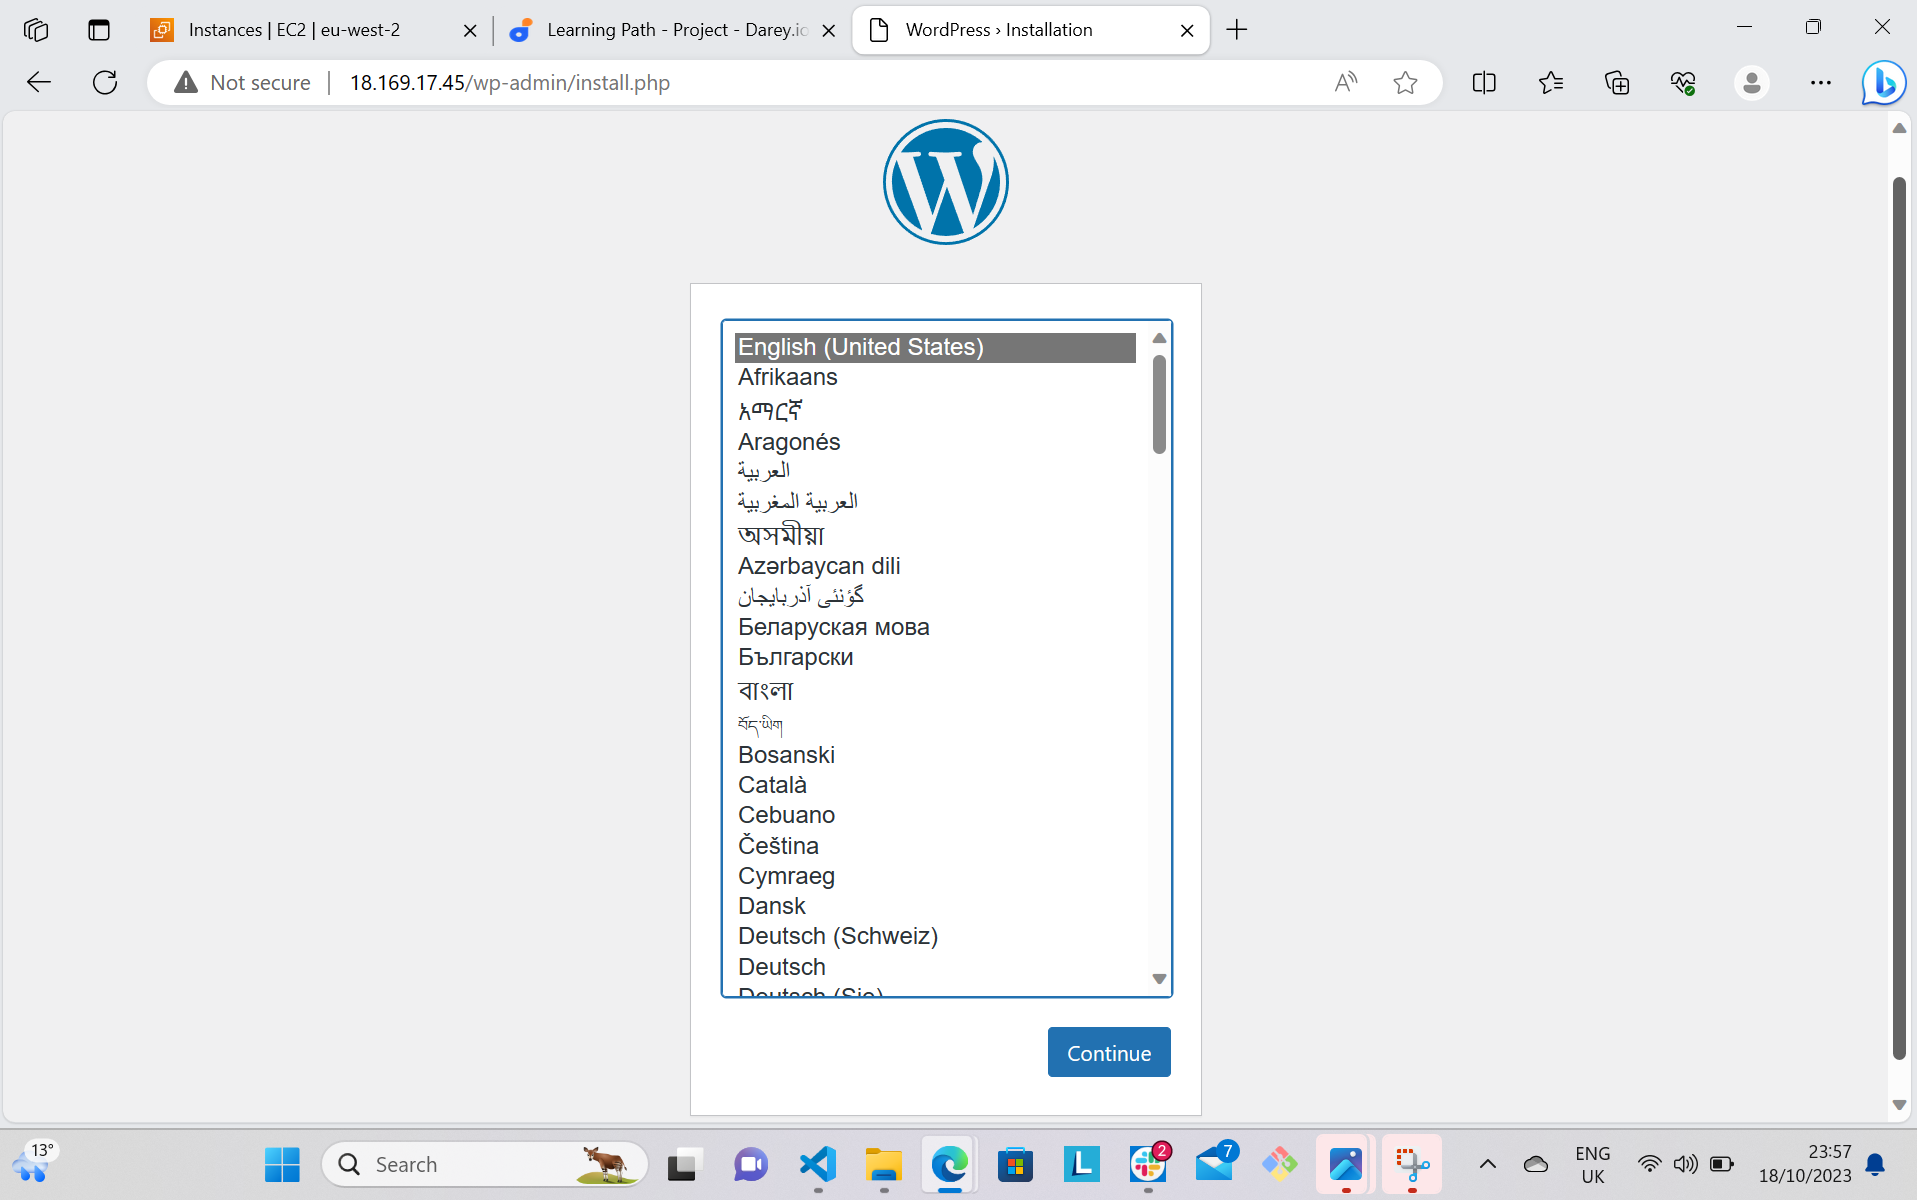 Instances | EC2 | eu-west-2
Learning Path - Project - Darey.io
WordPress › Installation
Not secure
18.169.17.45/wp-admin/install.php
English (United States)
Afrikaans
አማርኛ
Aragonés
العربية
العربية المغربية
অসমীয়া
Azərbaycan dili
گؤنئی آذربایجان
Беларуская мова
Български
বাংলা
བོད་ཡིག
Bosanski
Català
Cebuano
Čeština
Cymraeg
Dansk
Deutsch (Schweiz)
Deutsch
Deutsch (Sie)
Continue
13°
Search
2
7
ENG
UK
23:57
18/10/2023